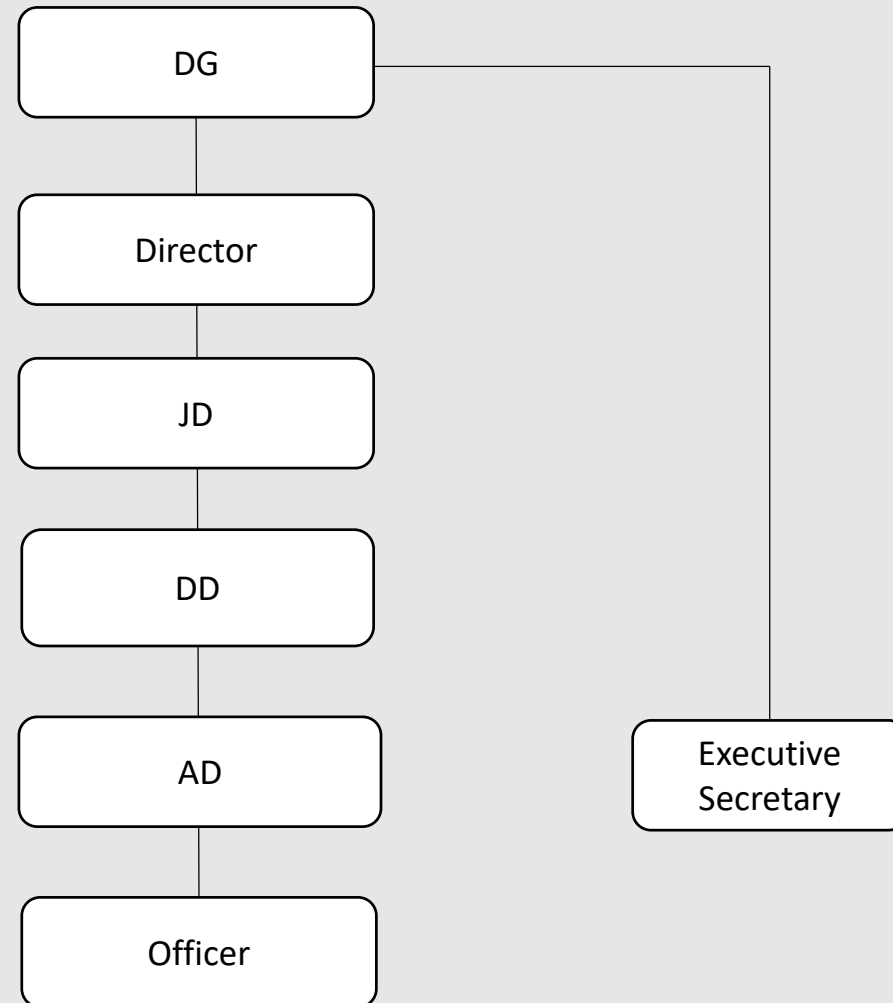 DG
Director
JD
DD
AD
Executive
Secretary
Officer